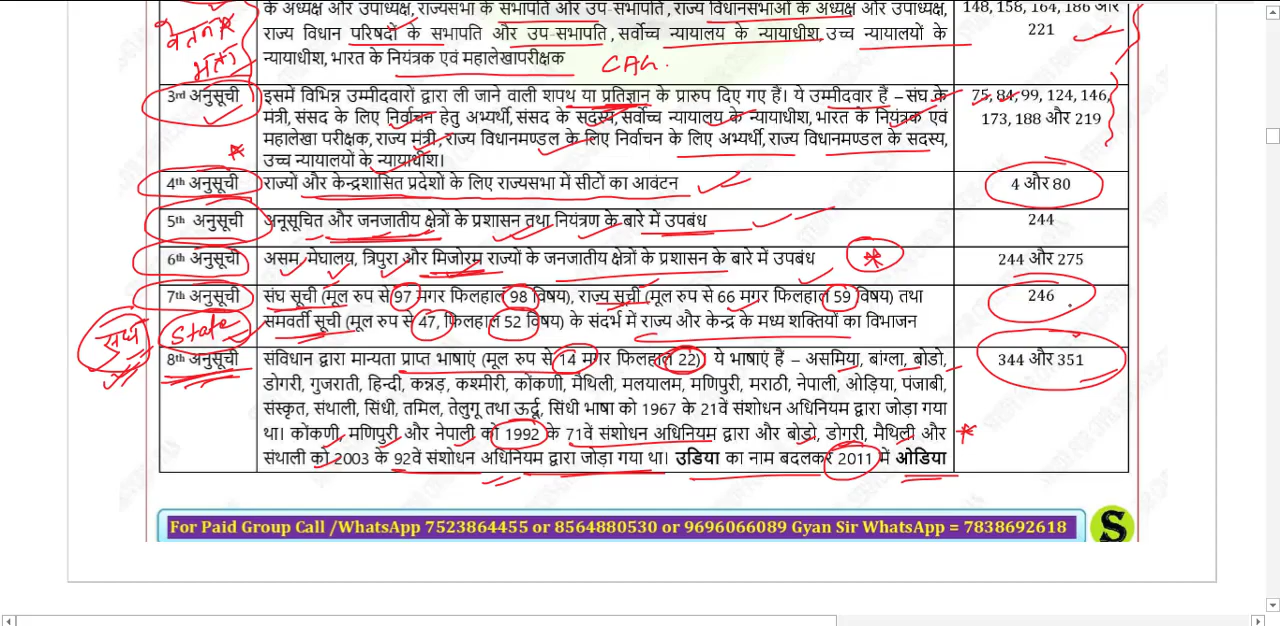 के अध्यक्ष और उपाध्यक्ष, राज्यसभा के सभापति और उप-सभापति, राज्य विधानसभाओं के अध्यक्ष और उपाध्यक्ष,
राज्य विधान परिषदों के सभापति और उप-सभापति, सर्वोच्च न्यायालय के न्यायाधीश, उच्च न्यायालयों के
न्यायाधीश, भारत के नियंत्रक एवं महालेखापरीक्षक
148, 158, 164, 186 और
221
वेतन
भत्ते
CAG.
3rd अनुसूची
इसमें विभिन्न उम्मीदवारों द्वारा ली जाने वाली शपथ या प्रतिज्ञान के प्रारुप दिए गए हैं। ये उम्मीदवार हैं – संघ के
मंत्री, संसद के लिए निर्वाचन हेतु अभ्यर्थी, संसद के सदस्य, सर्वोच्च न्यायालय के न्यायाधीश, भारत के नियंत्रक एवं
महालेखा परीक्षक, राज्य मंत्री, राज्य विधानमण्डल के लिए निर्वाचन के लिए अभ्यर्थी, राज्य विधानमण्डल के सदस्य,
उच्च न्यायालयों के न्यायाधीश।
75, 84, 99, 124, 146,
173, 188 और 219
4th अनुसूची
राज्यों और केन्द्रशासित प्रदेशों के लिए राज्यसभा में सीटों का आवंटन
4 और 80
5th अनुसूची
अनूसूचित और जनजातीय क्षेत्रों के प्रशासन तथा नियंत्रण के बारे में उपबंध
244
6th अनुसूची
असम, मेघालय, त्रिपुरा और मिजोरम राज्यों के जनजातीय क्षेत्रों के प्रशासन के बारे में उपबंध
244 और 275
7th अनुसूची
संघ सूची (मूल रुप से 97 मगर फिलहाल 98 विषय), राज्य सूची (मूल रुप से 66 मगर फिलहाल 59 विषय) तथा
समवर्ती सूची (मूल रुप से 47, फिलहाल 52 विषय) के संदर्भ में राज्य और केन्द्र के मध्य शक्तियों का विभाजन
246
State
8th अनुसूची
संविधान द्वारा मान्यता प्राप्त भाषाएं (मूल रुप से 14 मगर फिलहाल 22)। ये भाषाएं हैं – असमिया, बांग्ला, बोडो,
डोगरी, गुजराती, हिन्दी, कन्नड़, कश्मीरी, कोंकणी, मैथिली, मलयालम, मणिपुरी, मराठी, नेपाली, ओड़िया, पंजाबी,
संस्कृत, संथाली, सिंधी, तमिल, तेलुगू तथा ऊर्दू, सिंधी भाषा को 1967 के 21वें संशोधन अधिनियम द्वारा जोड़ा गया
था। कोंकणी, मणिपुरी और नेपाली को 1992 के 71वें संशोधन अधिनियम द्वारा और बोडो, डोगरी, मैथिली और
संथाली को 2003 के 92वें संशोधन अधिनियम द्वारा जोड़ा गया था। उडिया का नाम बदलकर 2011 में ओडिया
344 और 351
For Paid Group Call /WhatsApp 7523864455 or 8564880530 or 9696066089 Gyan Sir WhatsApp = 7838692618
S